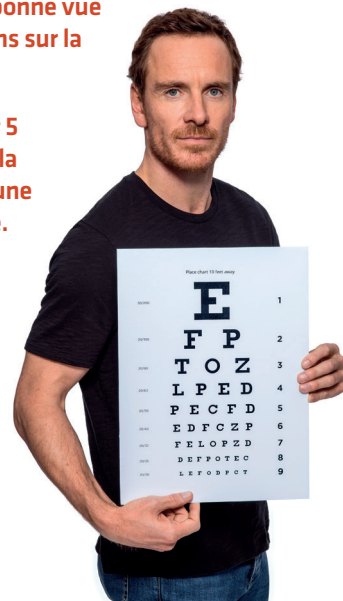 bonne vue
ns sur la
5
la
une
.
Place chart 10 feet away
E 1
F P 2
T O Z 3
L P E D 4
P E C F D 5
E D F C Z P 6
F E L O P Z D 7
D E F P O T E C 8
L E F O D P C T 9